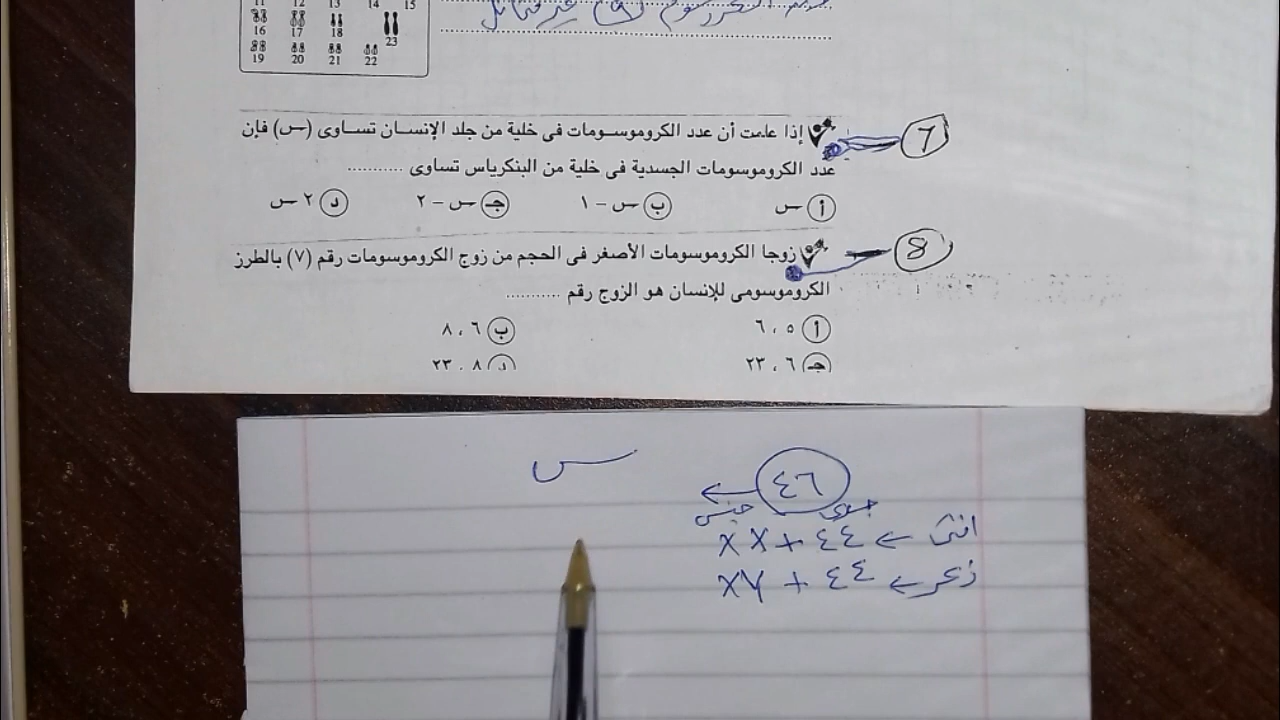 11 12 13 14 15
16 17 18 23
19 20 21 22
7 إذا علمت أن عدد الكروموسومات فى خلية من جلد الإنسان تساوى (س) فإن
عدد الكروموسومات الجسدية فى خلية من البنكرياس تساوى ...........
أ س ب س - ١ ج س - ٢ د ٢ س
8 زوجا الكروموسومات الأصغر فى الحجم من زوج الكروموسومات رقم (٧) بالطرز
الكروموسومى للإنسان هو الزوج رقم ...........
أ ٥ ، ٦ ب ٦ ، ٨
ج ٦ ، ٢٣ د ٨ ، ٢٣
٤٦ س
جسدى جنسى
انثى ← ٤٤ + XX
ذكر ← ٤٤ + XY